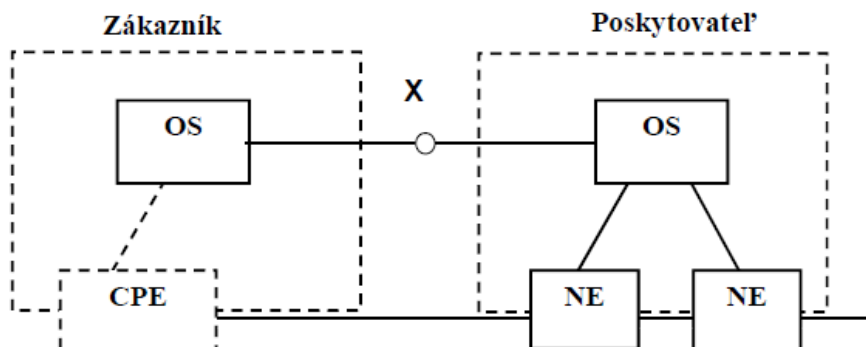 Zákazník
Poskytovateľ
X
OS
OS
CPE
NE
NE